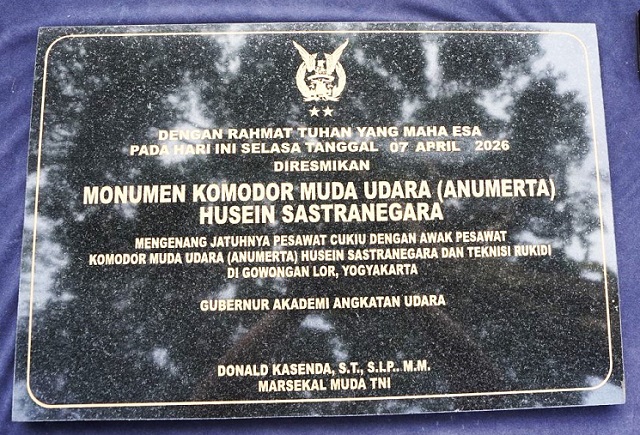 DENGAN RAHMAT TUHAN YANG MAHA ESA
PADA HARI INI SELASA TANGGAL 07 APRIL 2026
DIRESMIKAN
MONUMEN KOMODOR MUDA UDARA (ANUMERTA)
HUSEIN SASTRANEGARA
MENGENANG JATUHNYA PESAWAT CUKIU DENGAN AWAK PESAWAT
KOMODOR MUDA UDARA (ANUMERTA) HUSEIN SASTRANEGARA DAN TEKNISI RUKIDI
DI GOWONGAN LOR, YOGYAKARTA
GUBERNUR AKADEMI ANGKATAN UDARA
DONALD KASENDA, S.T., S.I.P.. M.M.
MARSEKAL MUDA TNI